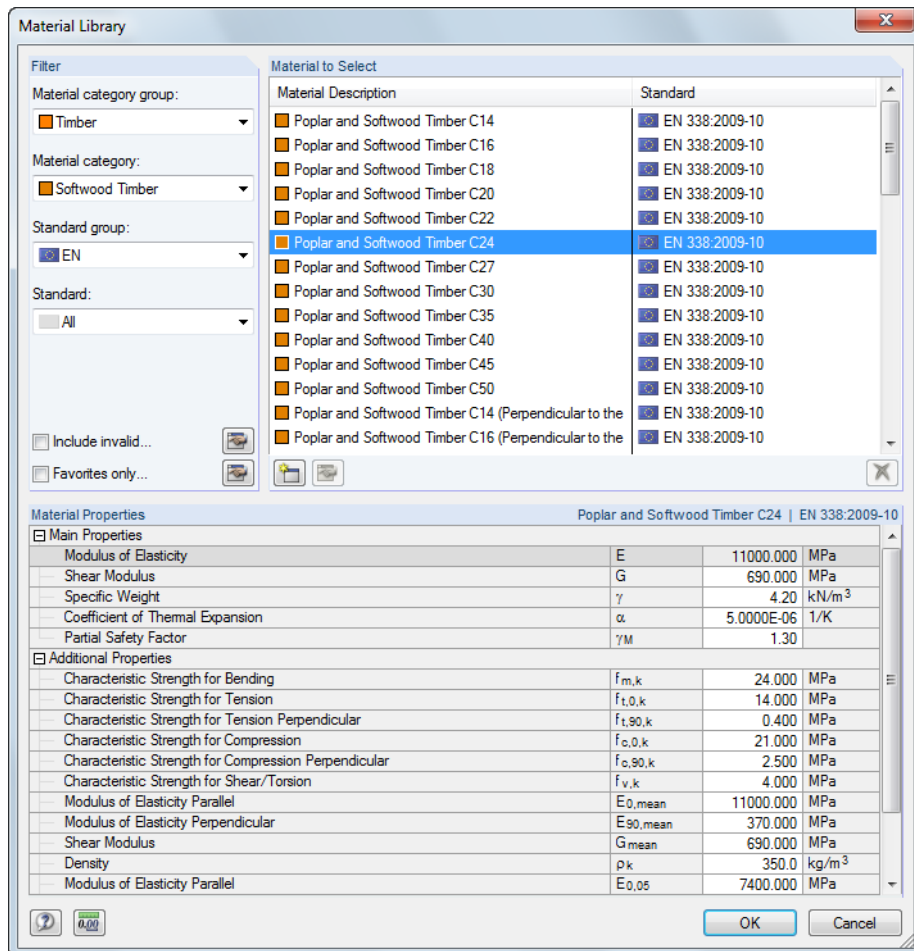 Material Library
Filter
Material category group:
Timber
Material category:
Softwood Timber
Standard group:
EN
Standard:
All
Include invalid...
Favorites only...
Material to Select
Material Description Standard
Poplar and Softwood Timber C14 EN 338:2009-10
Poplar and Softwood Timber C16 EN 338:2009-10
Poplar and Softwood Timber C18 EN 338:2009-10
Poplar and Softwood Timber C20 EN 338:2009-10
Poplar and Softwood Timber C22 EN 338:2009-10
Poplar and Softwood Timber C24 EN 338:2009-10
Poplar and Softwood Timber C27 EN 338:2009-10
Poplar and Softwood Timber C30 EN 338:2009-10
Poplar and Softwood Timber C35 EN 338:2009-10
Poplar and Softwood Timber C40 EN 338:2009-10
Poplar and Softwood Timber C45 EN 338:2009-10
Poplar and Softwood Timber C50 EN 338:2009-10
Poplar and Softwood Timber C14 (Perpendicular to the EN 338:2009-10
Poplar and Softwood Timber C16 (Perpendicular to the EN 338:2009-10
Material Properties Poplar and Softwood Timber C24 | EN 338:2009-10
Main Properties
Modulus of Elasticity E 11000.000 MPa
Shear Modulus G 690.000 MPa
Specific Weight γ 4.20 kN/m³
Coefficient of Thermal Expansion α 5.0000E-06 1/K
Partial Safety Factor γM 1.30
Additional Properties
Characteristic Strength for Bending fm,k 24.000 MPa
Characteristic Strength for Tension ft,0,k 14.000 MPa
Characteristic Strength for Tension Perpendicular ft,90,k 0.400 MPa
Characteristic Strength for Compression fc,0,k 21.000 MPa
Characteristic Strength for Compression Perpendicular fc,90,k 2.500 MPa
Characteristic Strength for Shear/Torsion fv,k 4.000 MPa
Modulus of Elasticity Parallel E0,mean 11000.000 MPa
Modulus of Elasticity Perpendicular E90,mean 370.000 MPa
Shear Modulus Gmean 690.000 MPa
Density ρk 350.0 kg/m³
Modulus of Elasticity Parallel E0,05 7400.000 MPa
0.00
OK Cancel